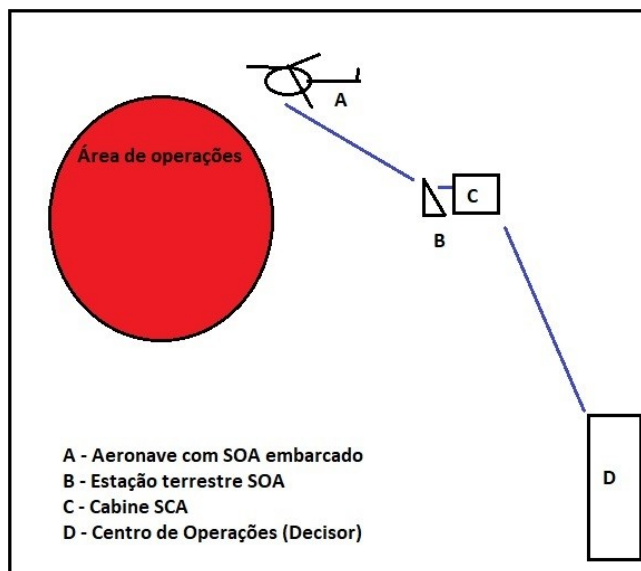 A
Área de operações
C
B
D
A - Aeronave com SOA embarcado
B - Estação terrestre SOA
C - Cabine SCA
D - Centro de Operações (Decisor)